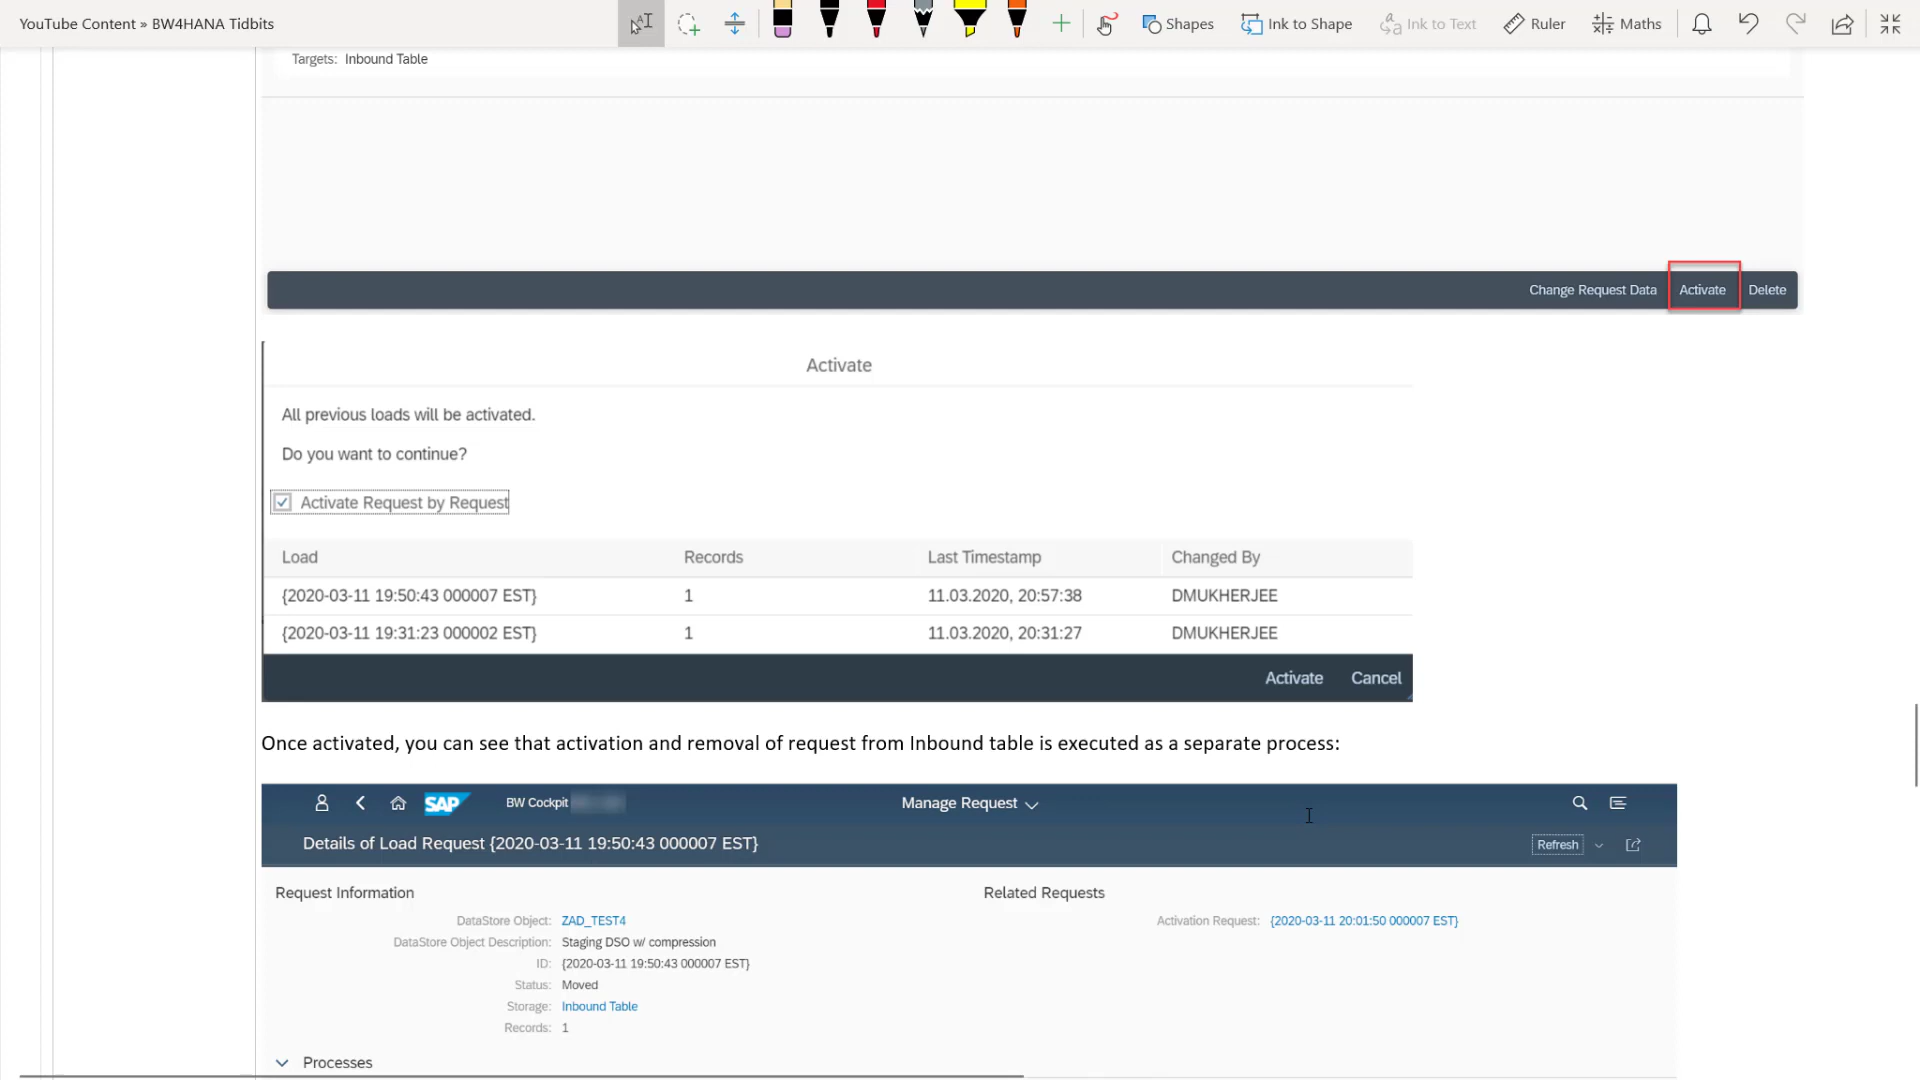 YouTube Content » BW4HANA Tidbits
Shapes
Ink to Shape
Ink to Text
Ruler
Maths
Targets: Inbound Table
Change Request Data Activate Delete
Activate
All previous loads will be activated.
Do you want to continue?
Activate Request by Request
Load Records Last Timestamp Changed By
{2020-03-11 19:50:43 000007 EST} 1 11.03.2020, 20:57:38 DMUKHERJEE
{2020-03-11 19:31:23 000002 EST} 1 11.03.2020, 20:31:27 DMUKHERJEE
Activate Cancel
Once activated, you can see that activation and removal of request from Inbound table is executed as a separate process:
SAP BW Cockpit Manage Request
Details of Load Request {2020-03-11 19:50:43 000007 EST} Refresh
Request Information Related Requests
DataStore Object: ZAD_TEST4 Activation Request: {2020-03-11 20:01:50 000007 EST}
DataStore Object Description: Staging DSO w/ compression
ID: {2020-03-11 19:50:43 000007 EST}
Status: Moved
Storage: Inbound Table
Records: 1
Processes